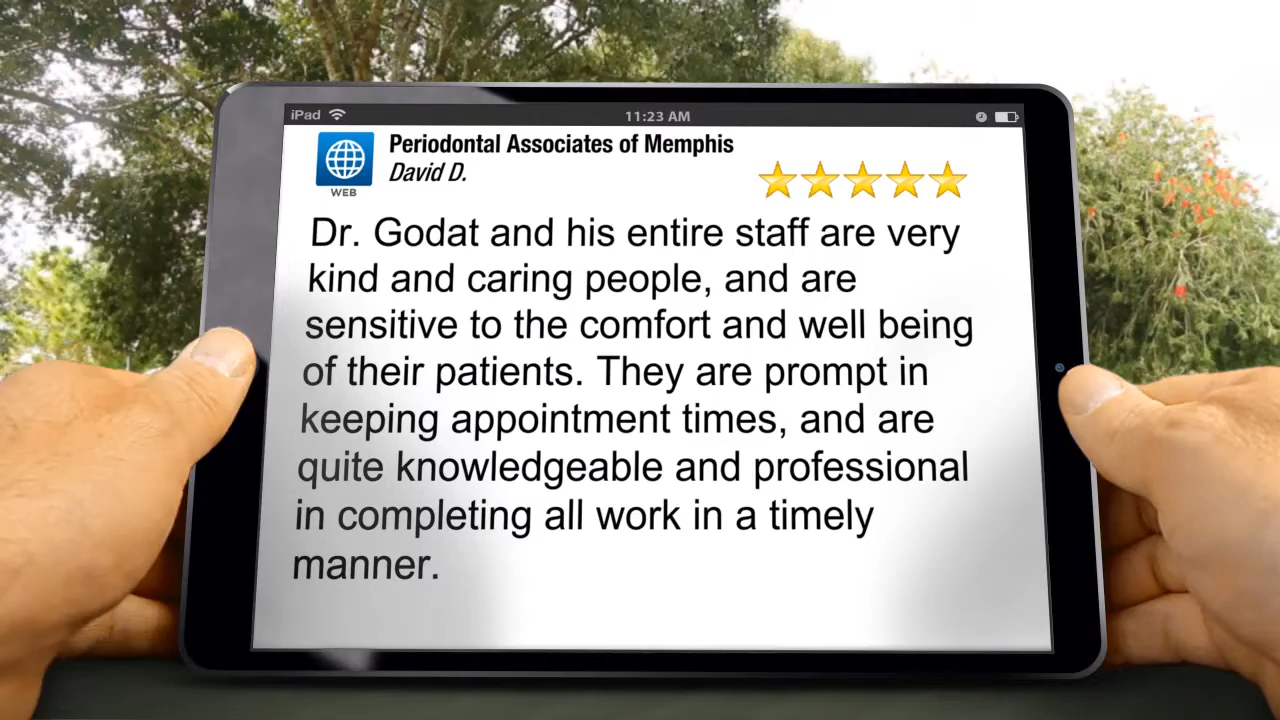 iPad
11:23 AM
Periodontal Associates of Memphis
David D.
WEB
Dr. Godat and his entire staff are very
kind and caring people, and are
sensitive to the comfort and well being
of their patients. They are prompt in
keeping appointment times, and are
quite knowledgeable and professional
in completing all work in a timely
manner.